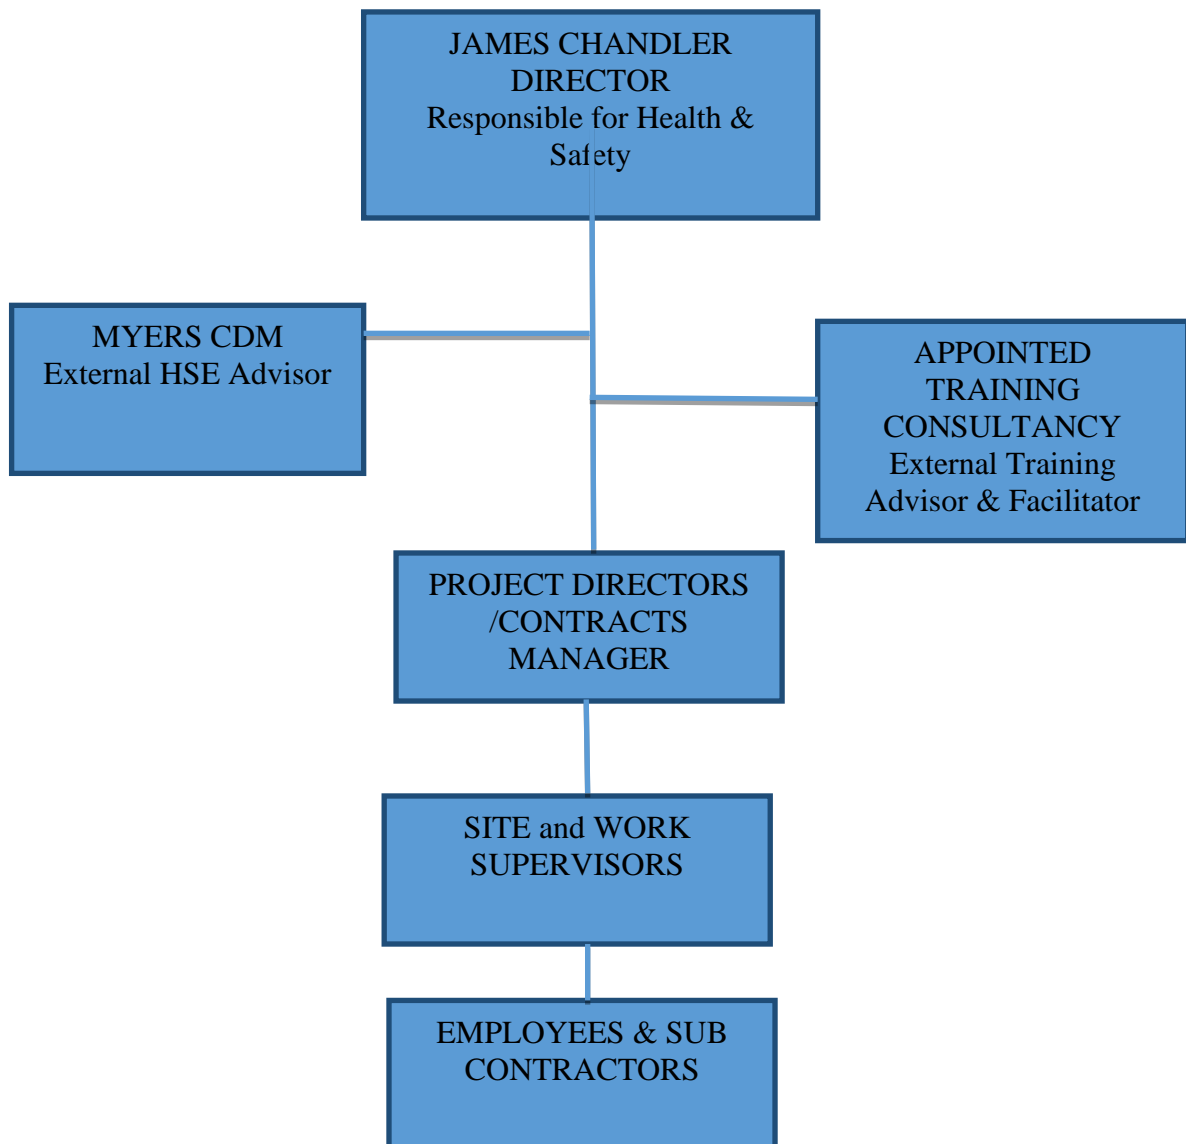 JAMES CHANDLER
DIRECTOR
Responsible for Health &
Safety
MYERS CDM
External HSE Advisor
APPOINTED
TRAINING
CONSULTANCY
External Training
Advisor & Facilitator
PROJECT DIRECTORS
/CONTRACTS
MANAGER
SITE and WORK
SUPERVISORS
EMPLOYEES & SUB
CONTRACTORS